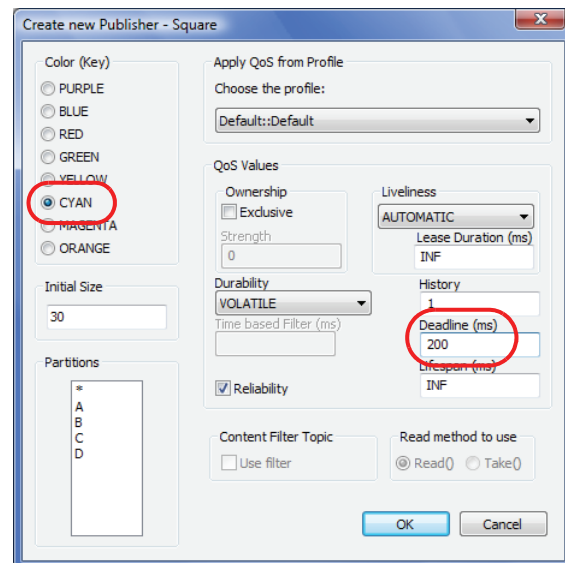 Create new Publisher - Square
Color (Key)
PURPLE
BLUE
RED
GREEN
YELLOW
CYAN
MAGENTA
ORANGE
Initial Size
30
Partitions
*
A
B
C
D
Apply QoS from Profile
Choose the profile:
Default::Default
QoS Values
Ownership
Exclusive
Strength
0
Liveliness
AUTOMATIC
Lease Duration (ms)
INF
Durability
VOLATILE
Time based Filter (ms)
Reliability
History
1
Deadline (ms)
200
Lifespan (ms)
INF
Content Filter Topic
Use filter
Read method to use
Read() Take()
OK Cancel